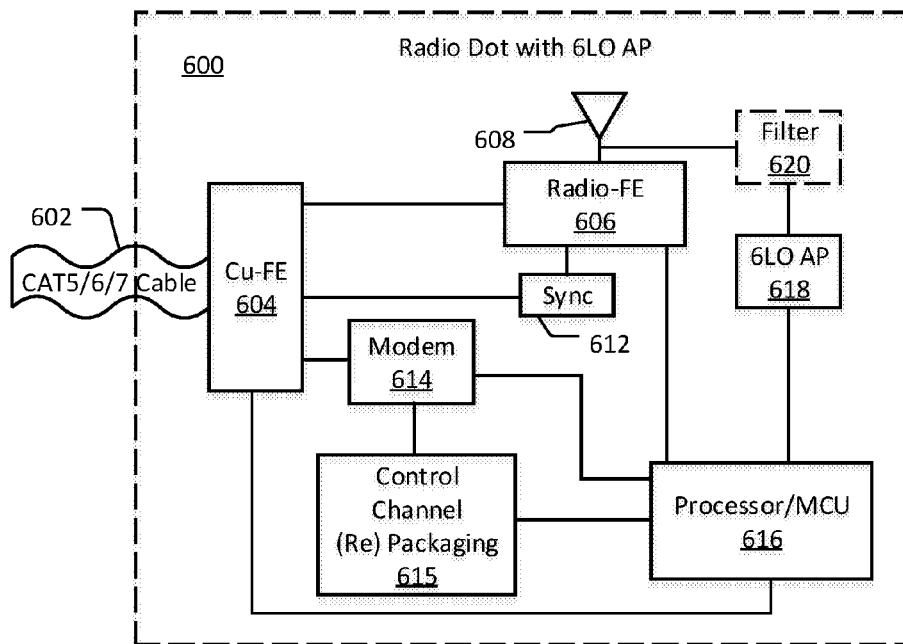 Radio Dot with 6LO AP
600
608
Filter
620
Radio-FE
606
602
CAT5/6/7 Cable
Cu-FE
604
6LO AP
618
Sync
612
Modem
614
Control
Channel
(Re) Packaging
615
Processor/MCU
616